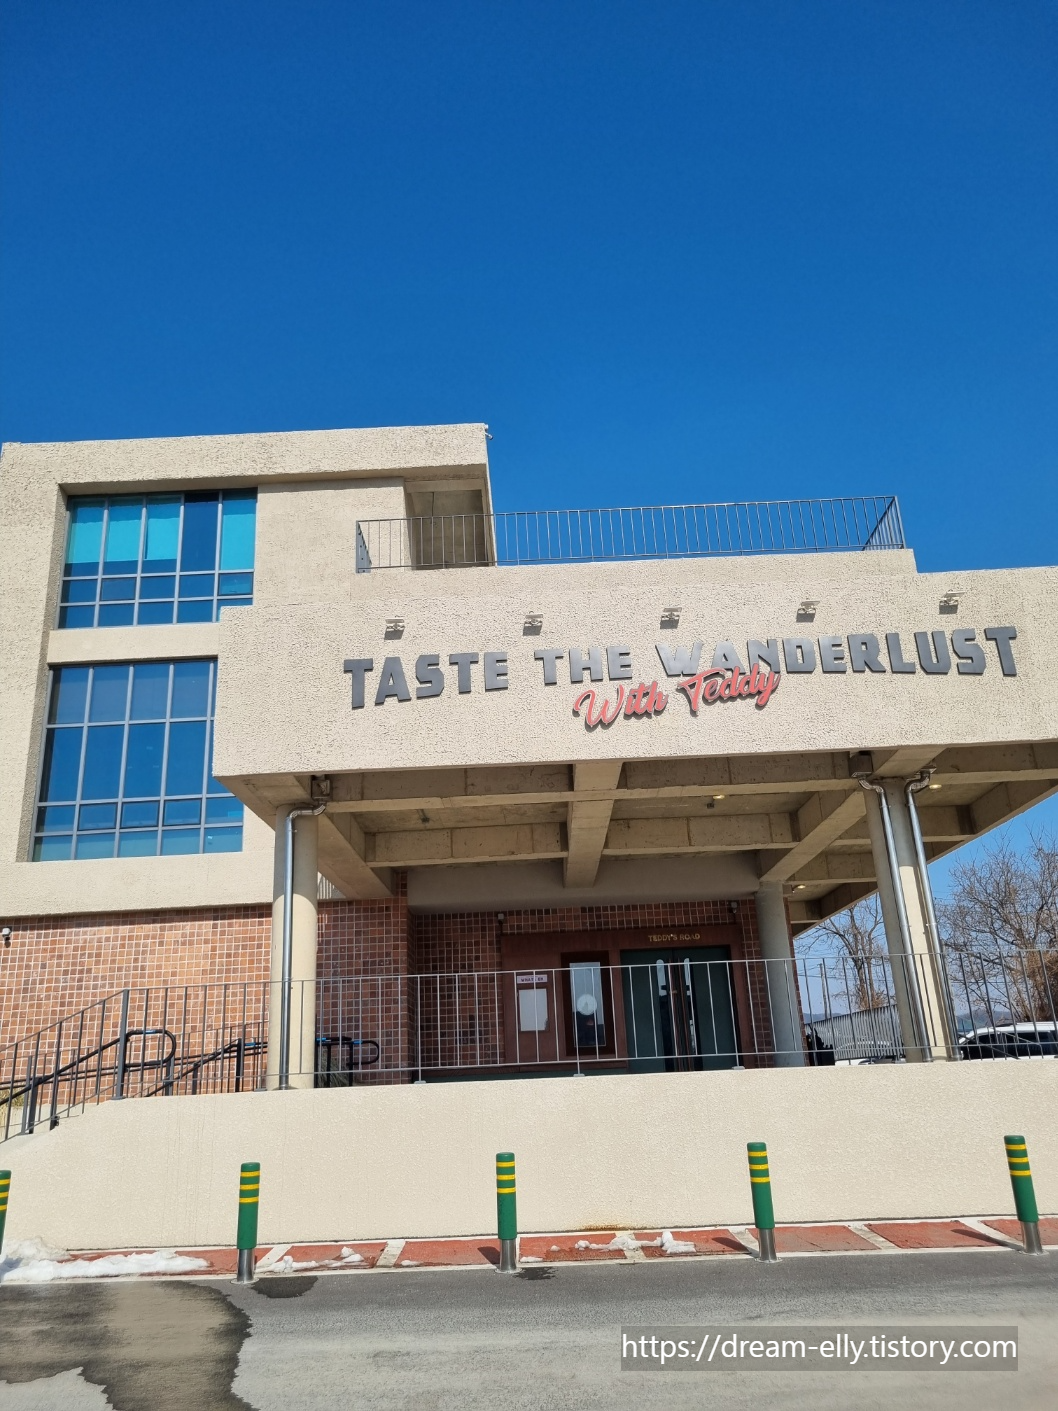 TASTE THE WANDERLUST
With Teddy
TEDDY'S ROAD
https://dream-elly.tistory.com